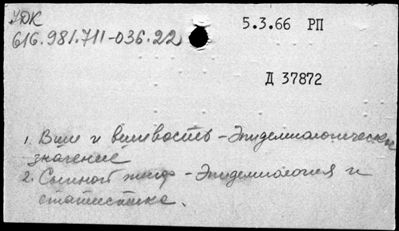 УДК
616.981.711-036.22
5.3.66 РП
Д 37872
1. Вши и вшивость - Эпидемиологическое
значение
2. Сыпной тиф - Эпидемиология и
статистика.